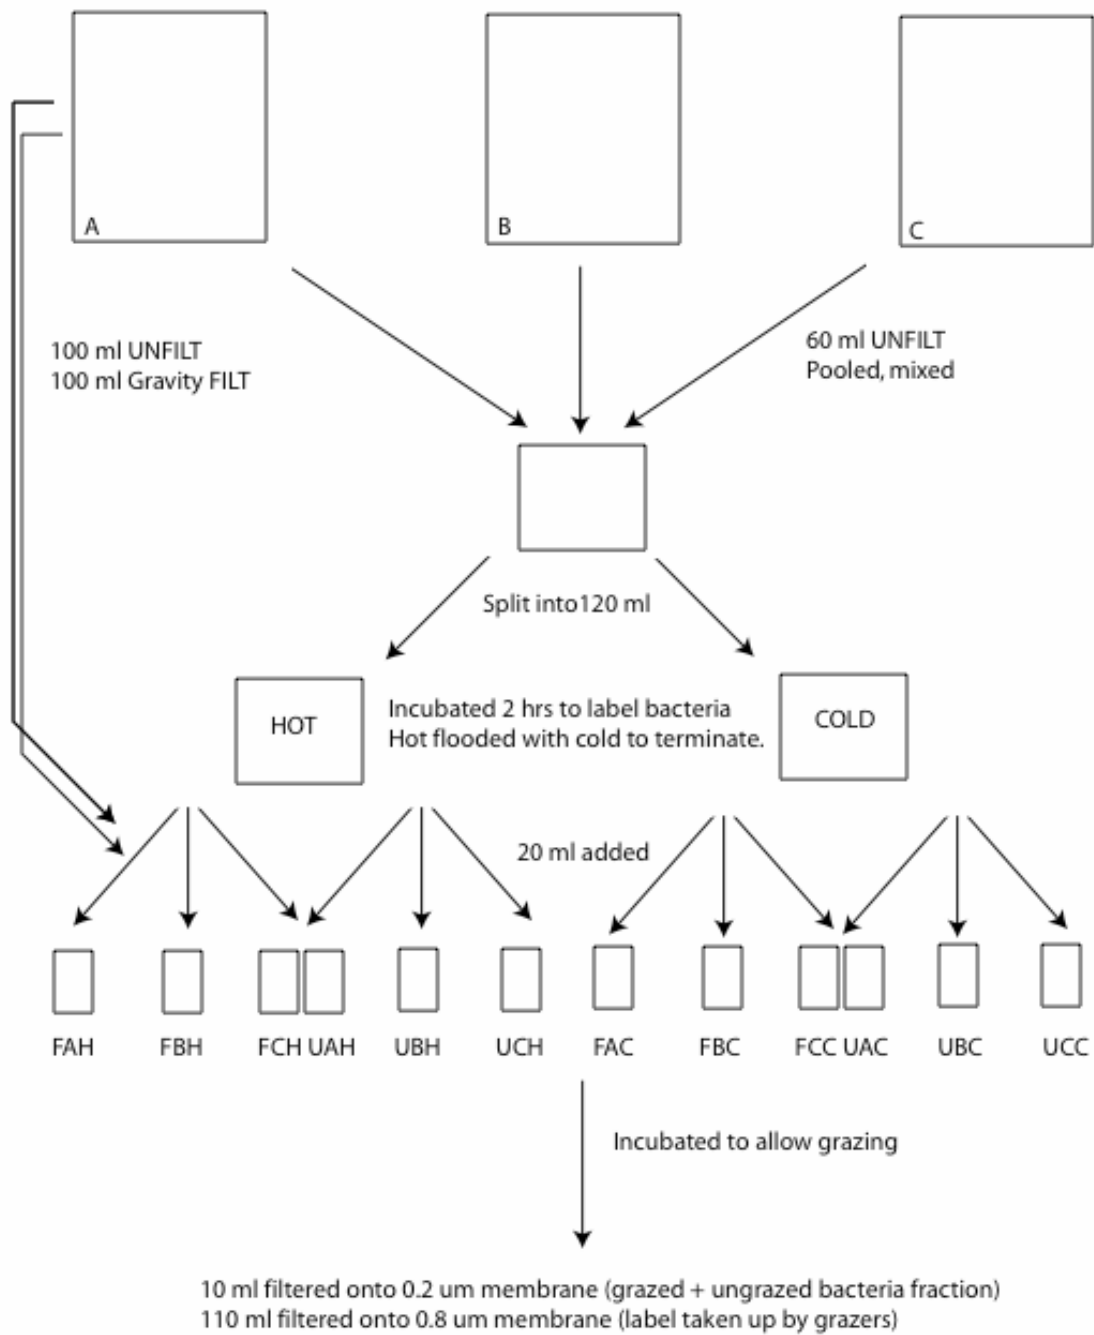 A
B
C
100 ml UNFILT
100 ml Gravity FILT
60 ml UNFILT
Pooled, mixed
Split into120 ml
HOT
Incubated 2 hrs to label bacteria
Hot flooded with cold to terminate.
COLD
20 ml added
FAH FBH FCH UAH UBH UCH FAC FBC FCC UAC UBC UCC
Incubated to allow grazing
10 ml filtered onto 0.2 um membrane (grazed + ungrazed bacteria fraction)
110 ml filtered onto 0.8 um membrane (label taken up by grazers)